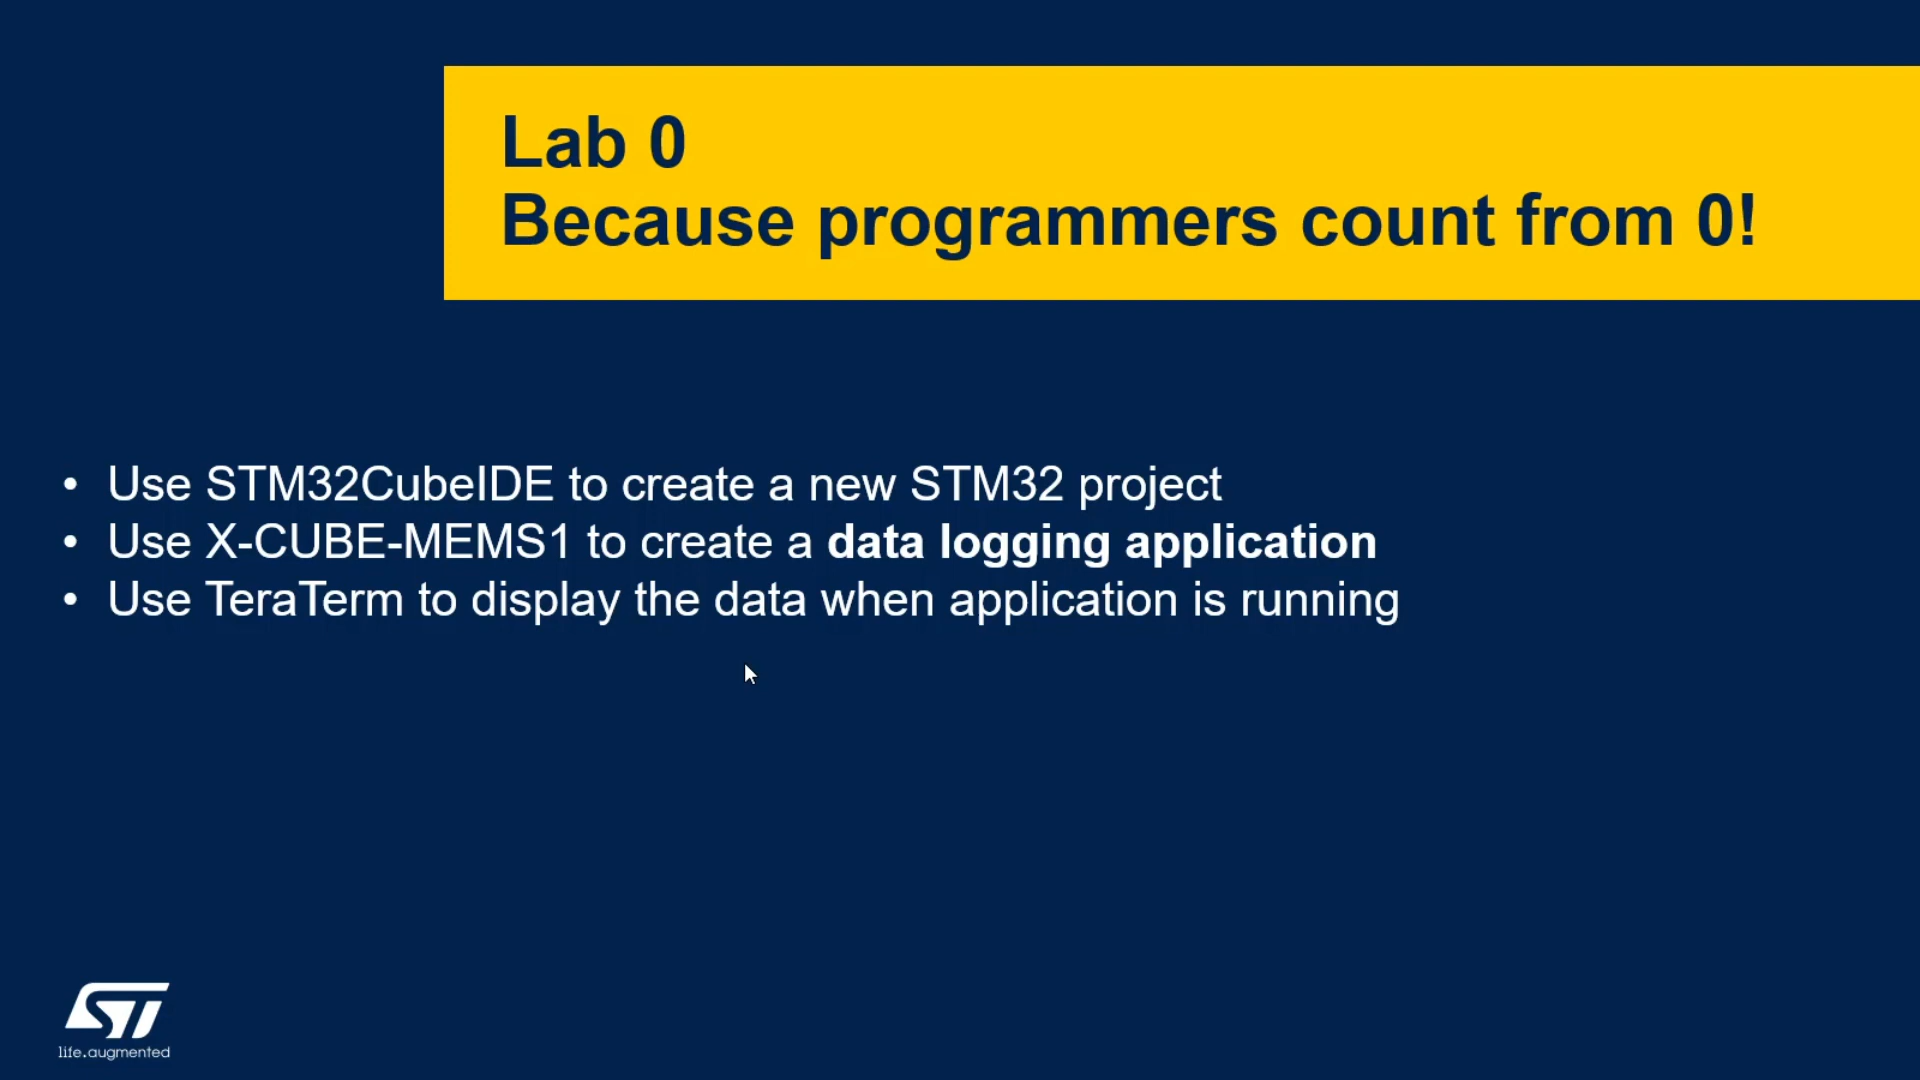 Lab 0
Because programmers count from 0!
• Use STM32CubeIDE to create a new STM32 project
• Use X-CUBE-MEMS1 to create a data logging application
• Use TeraTerm to display the data when application is running
ST
life.augmented